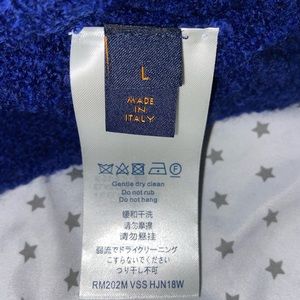 L
MADE
IN
ITALY
Gentle dry clean
Do not rub
Do not hang
缓和干洗
请勿摩擦
请勿悬挂
弱流でドライクリーニング
こすらないでください
つり干し不可
RM202M VSS HJN18W